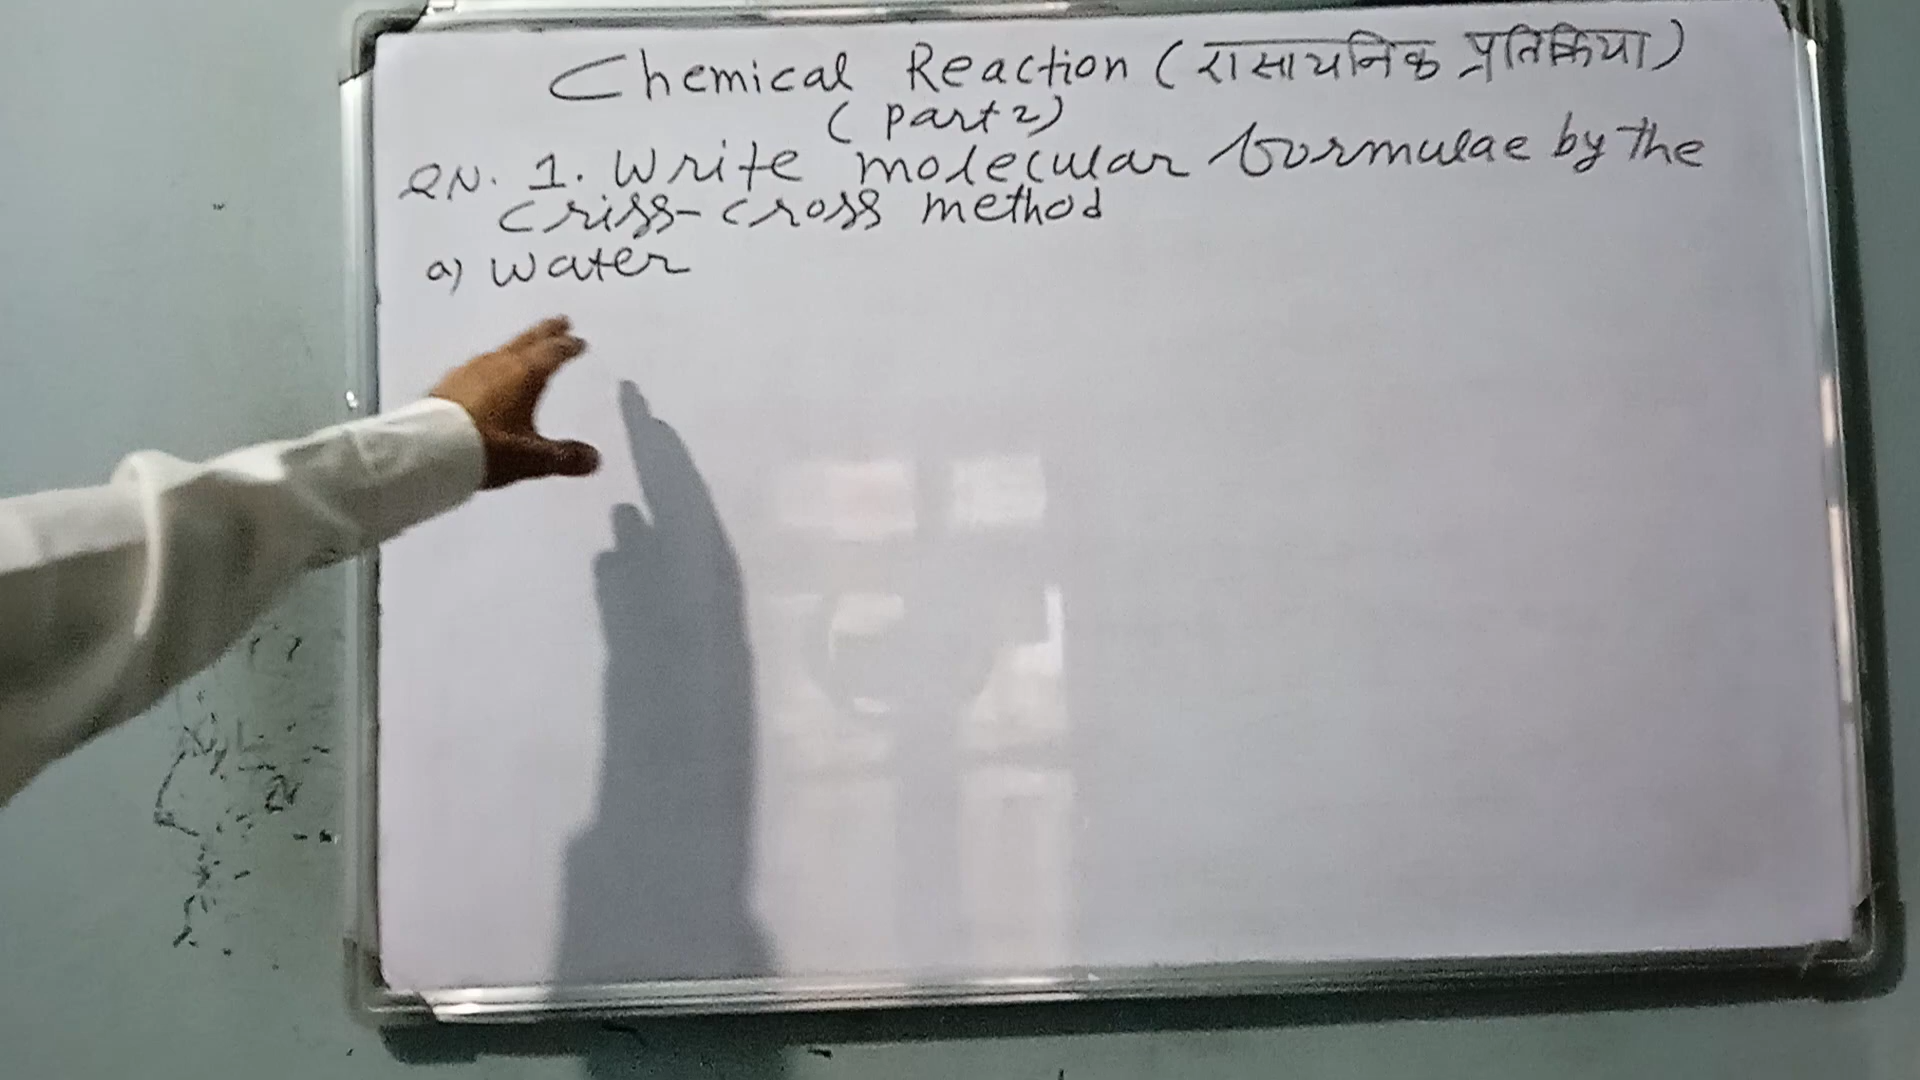 Chemical Reaction (रासायनिक प्रतिक्रिया)
(Part 2)
QN. 1. Write molecular formulae by the
criss-cross method
a) Water